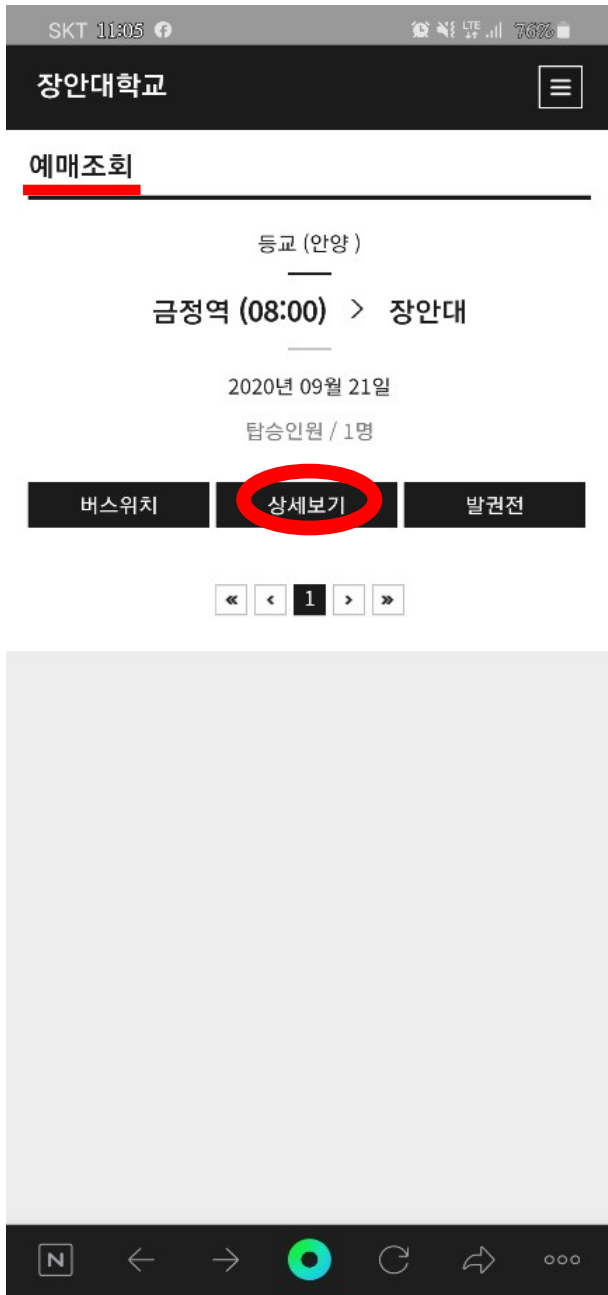 SKT 11:05
LTE 76%
장안대학교
예매조회
등교 (안양 )
금정역 (08:00) > 장안대
2020년 09월 21일
탑승인원 / 1명
버스위치 상세보기 발권전
« < 1 > »
N